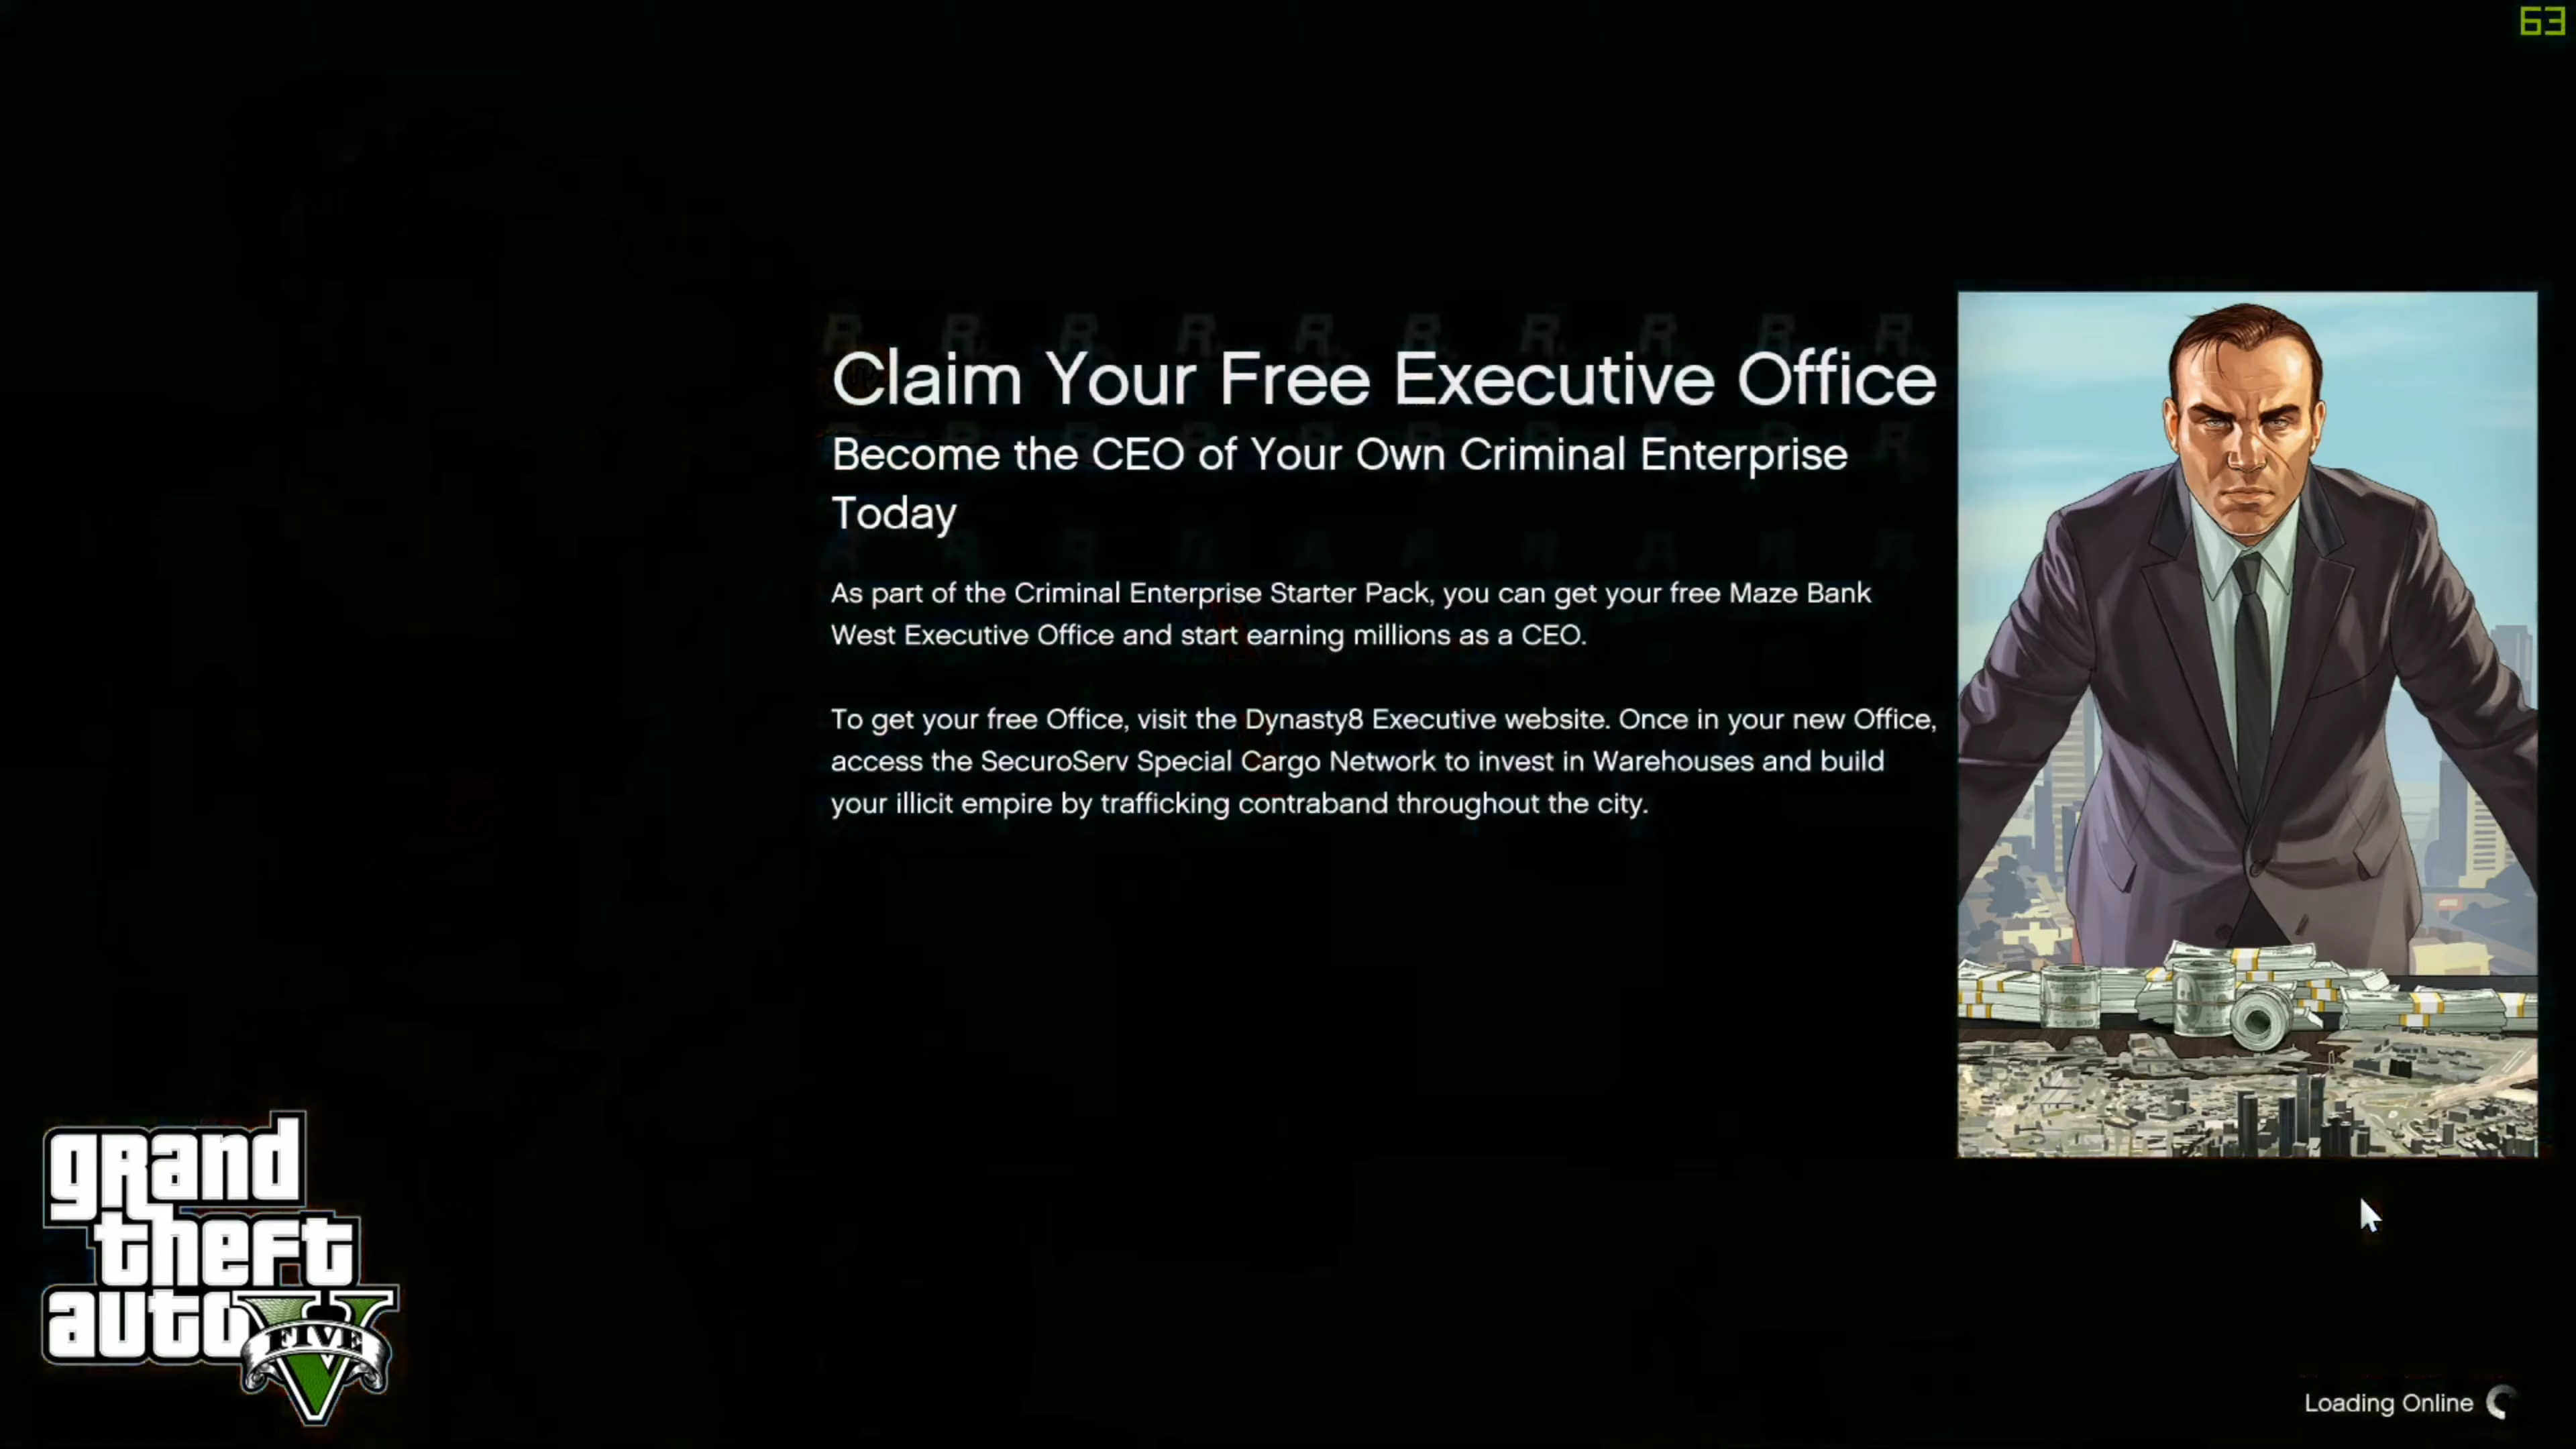 63
Claim Your Free Executive Office
Become the CEO of Your Own Criminal Enterprise
Today
As part of the Criminal Enterprise Starter Pack, you can get your free Maze Bank
West Executive Office and start earning millions as a CEO.
To get your free Office, visit the Dynasty8 Executive website. Once in your new Office,
access the SecuroServ Special Cargo Network to invest in Warehouses and build
your illicit empire by trafficking contraband throughout the city.
grand
theft
auto
FIVE
V
Loading Online